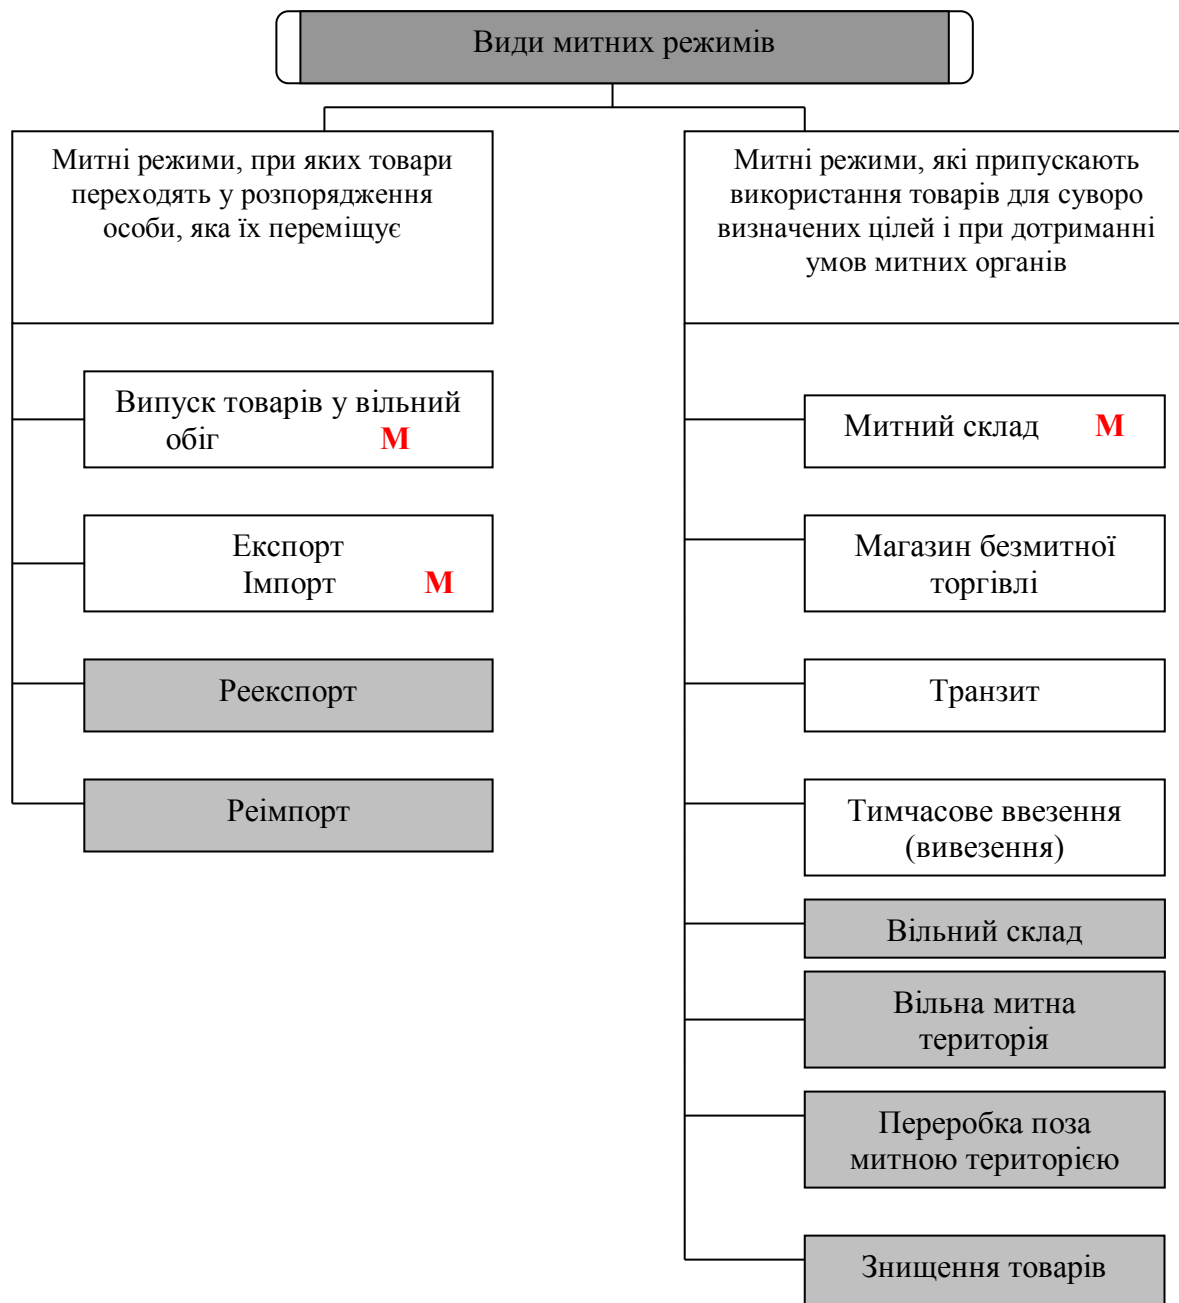 Види митних режимів
Митні режими, при яких товари
переходять у розпорядження
особи, яка їх переміщує
Випуск товарів у вільний
обіг М
Експорт
Імпорт М
Реекспорт
Реімпорт
Митні режими, які припускають
використання товарів для суворо
визначених цілей і при дотриманні
умов митних органів
Митний склад М
Магазин безмитної
торгівлі
Транзит
Тимчасове ввезення
(вивезення)
Вільний склад
Вільна митна
територія
Переробка поза
митною територією
Знищення товарів